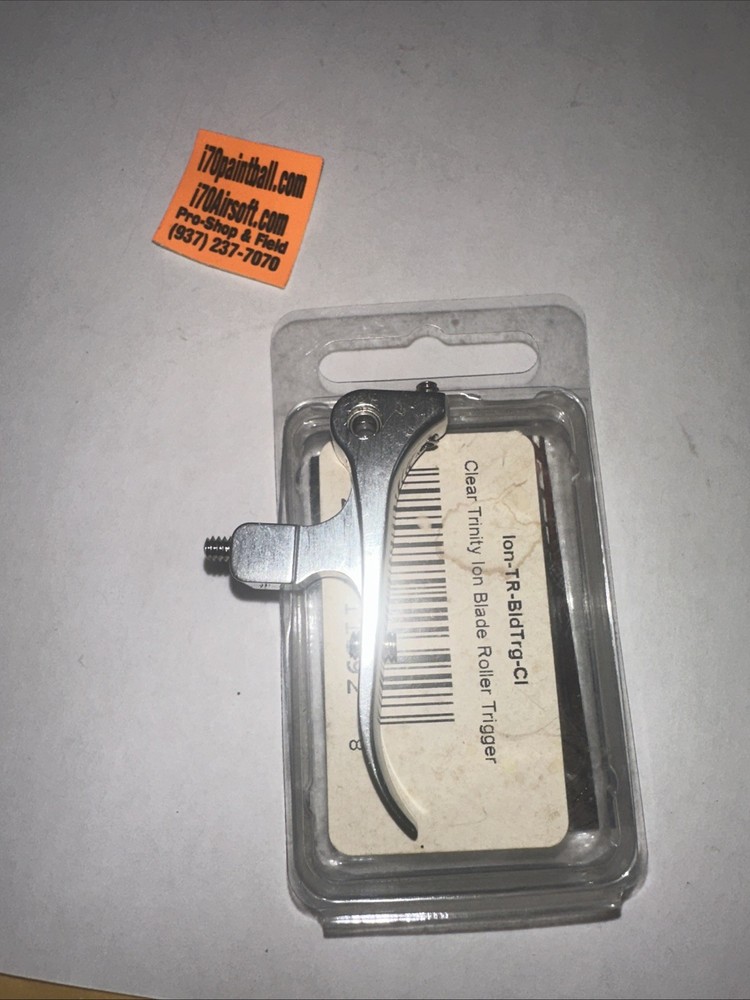 i70paintball.com
i70Airsoft.com
Pro-Shop & Field
(937) 237-7070
Ion-TR-BldTrg-Cl
Clear Trinity Ion Blade Roller Trigger
8